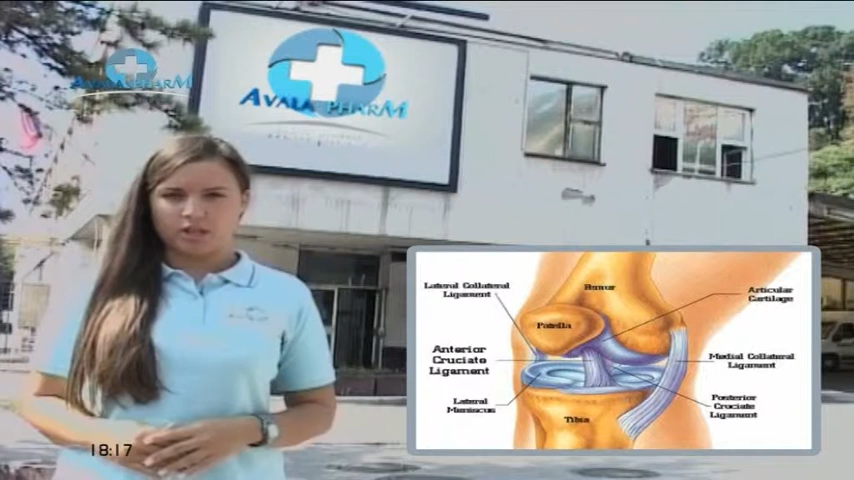 AVALA PHARM
AVALA PHARM
Lateral Collateral
Ligament
Femur
Articular
Cartilage
Patella
Anterior
Cruciate
Ligament
Medial Collateral
Ligament
Lateral
Meniscus
Posterior
Cruciate
Ligament
Tibia
18:17